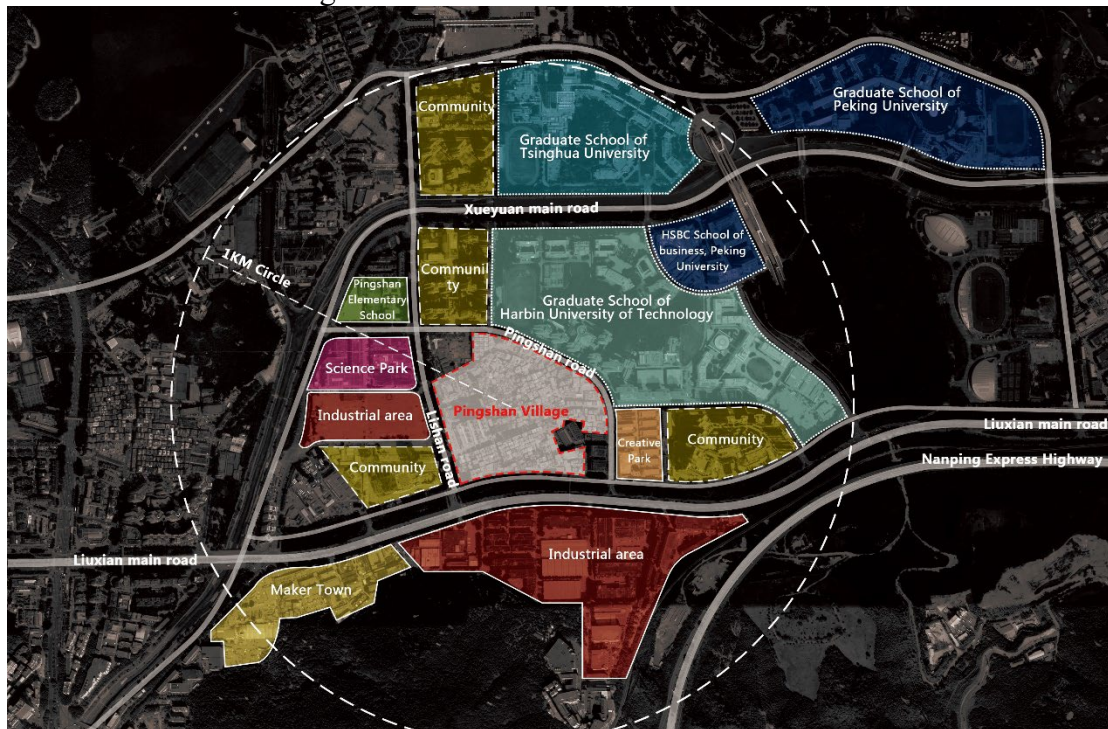 Community
Graduate School of
Tsinghua University
Graduate School of
Peking University
Xueyuan main road
HSBC School of
business, Peking
University
1KM Circle
Communi
ty
Pingshan
Elementary
School
Graduate School of
Harbin University of Technology
Pingshan road
Science Park
Pingshan Village
Industrial area
Lishan road
Creative
Park
Community
Liuxian main road
Community
Nanping Express Highway
Liuxian main road
Industrial area
Maker Town